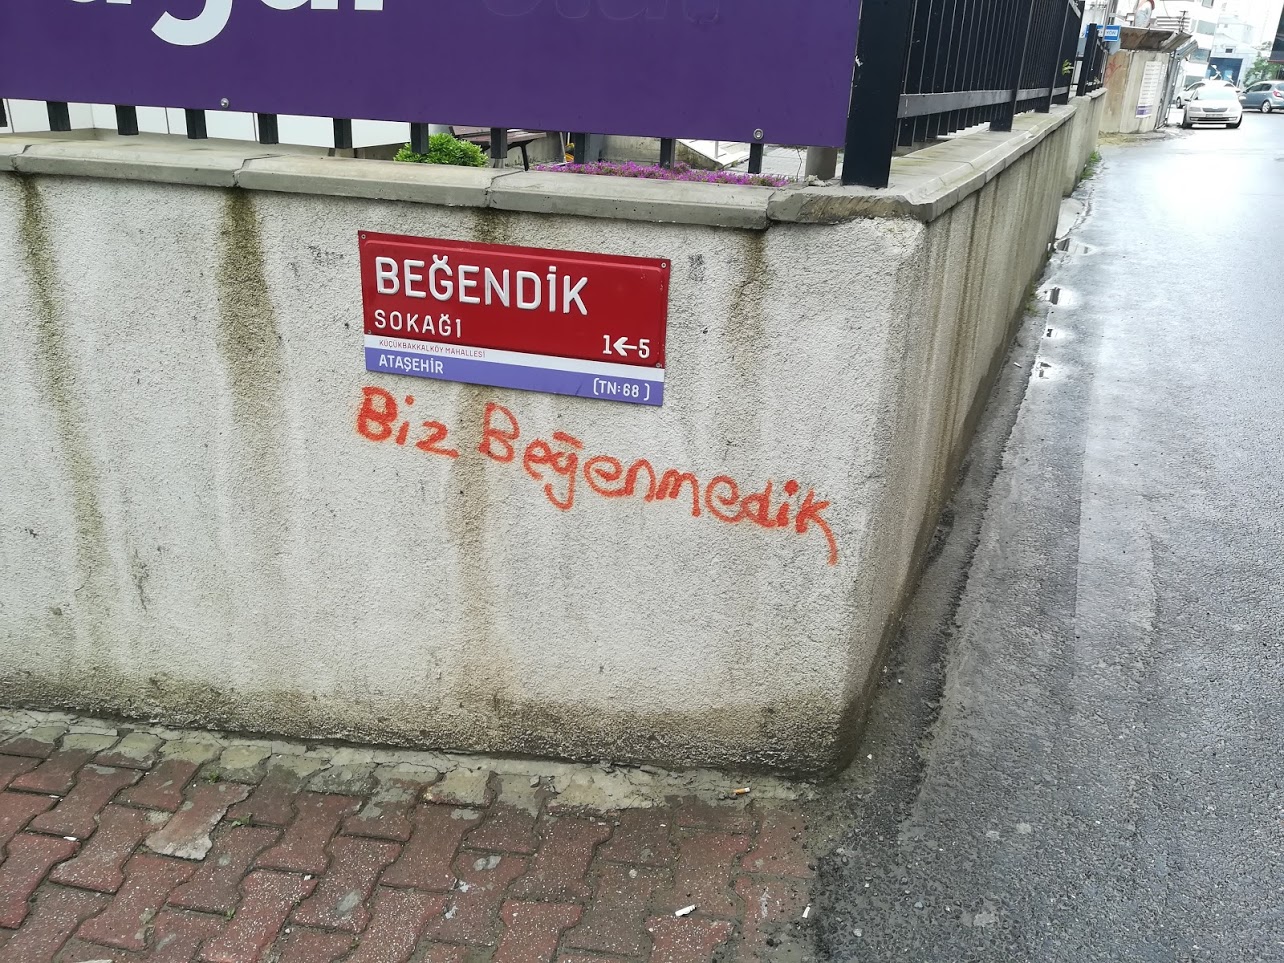 BEĞENDİK
SOKAĞI
1←5
KÜÇÜKBAKKALKÖY MAHALLESİ
ATAŞEHİR
(TN:68)
Biz Beğenmedik